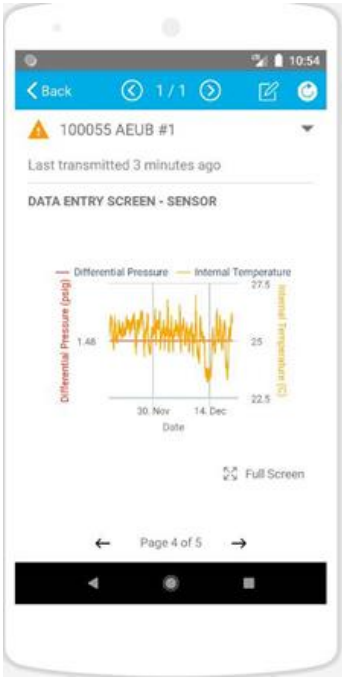 10:54
Back 1 / 1
100055 AEUB #1
Last transmitted 3 minutes ago
DATA ENTRY SCREEN - SENSOR
Differential Pressure Internal Temperature
Differential Pressure (psig)
1.48
27.5
25
22.5
Internal Temperature (C)
30. Nov 14. Dec
Date
Full Screen
Page 4 of 5